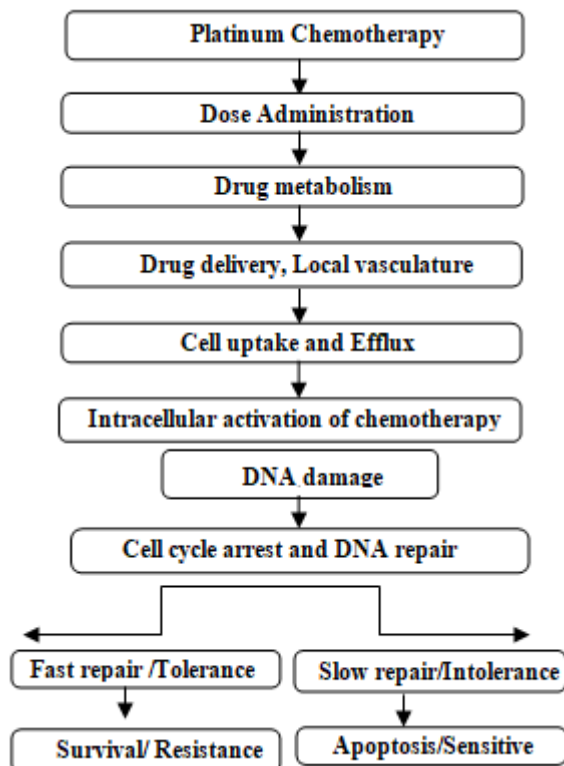 Platinum Chemotherapy
Dose Administration
Drug metabolism
Drug delivery, Local vasculature
Cell uptake and Efflux
Intracellular activation of chemotherapy
DNA damage
Cell cycle arrest and DNA repair
Fast repair /Tolerance
Slow repair/Intolerance
Survival/ Resistance
Apoptosis/Sensitive